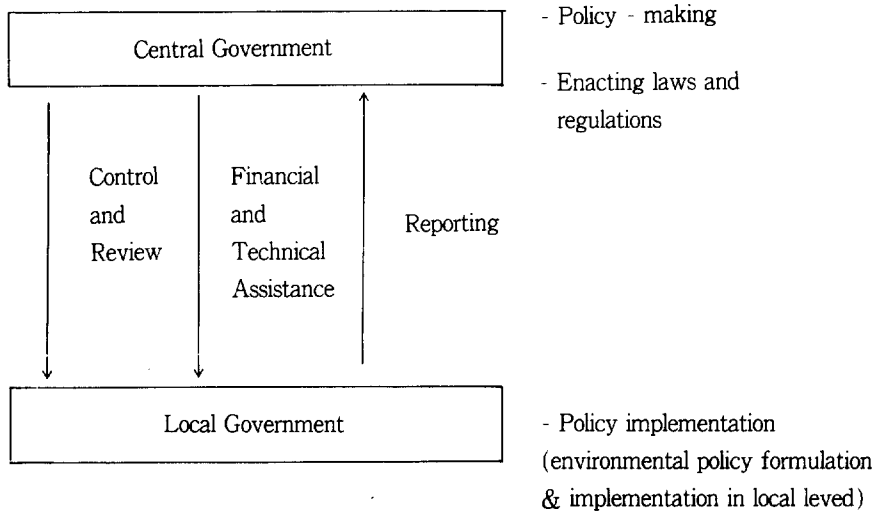 Central Government
- Policy - making
- Enacting laws and
regulations
Control
and
Review
Financial
and
Technical
Assistance
Reporting
Local Government
- Policy implementation
(environmental policy formulation
& implementation in local leved)